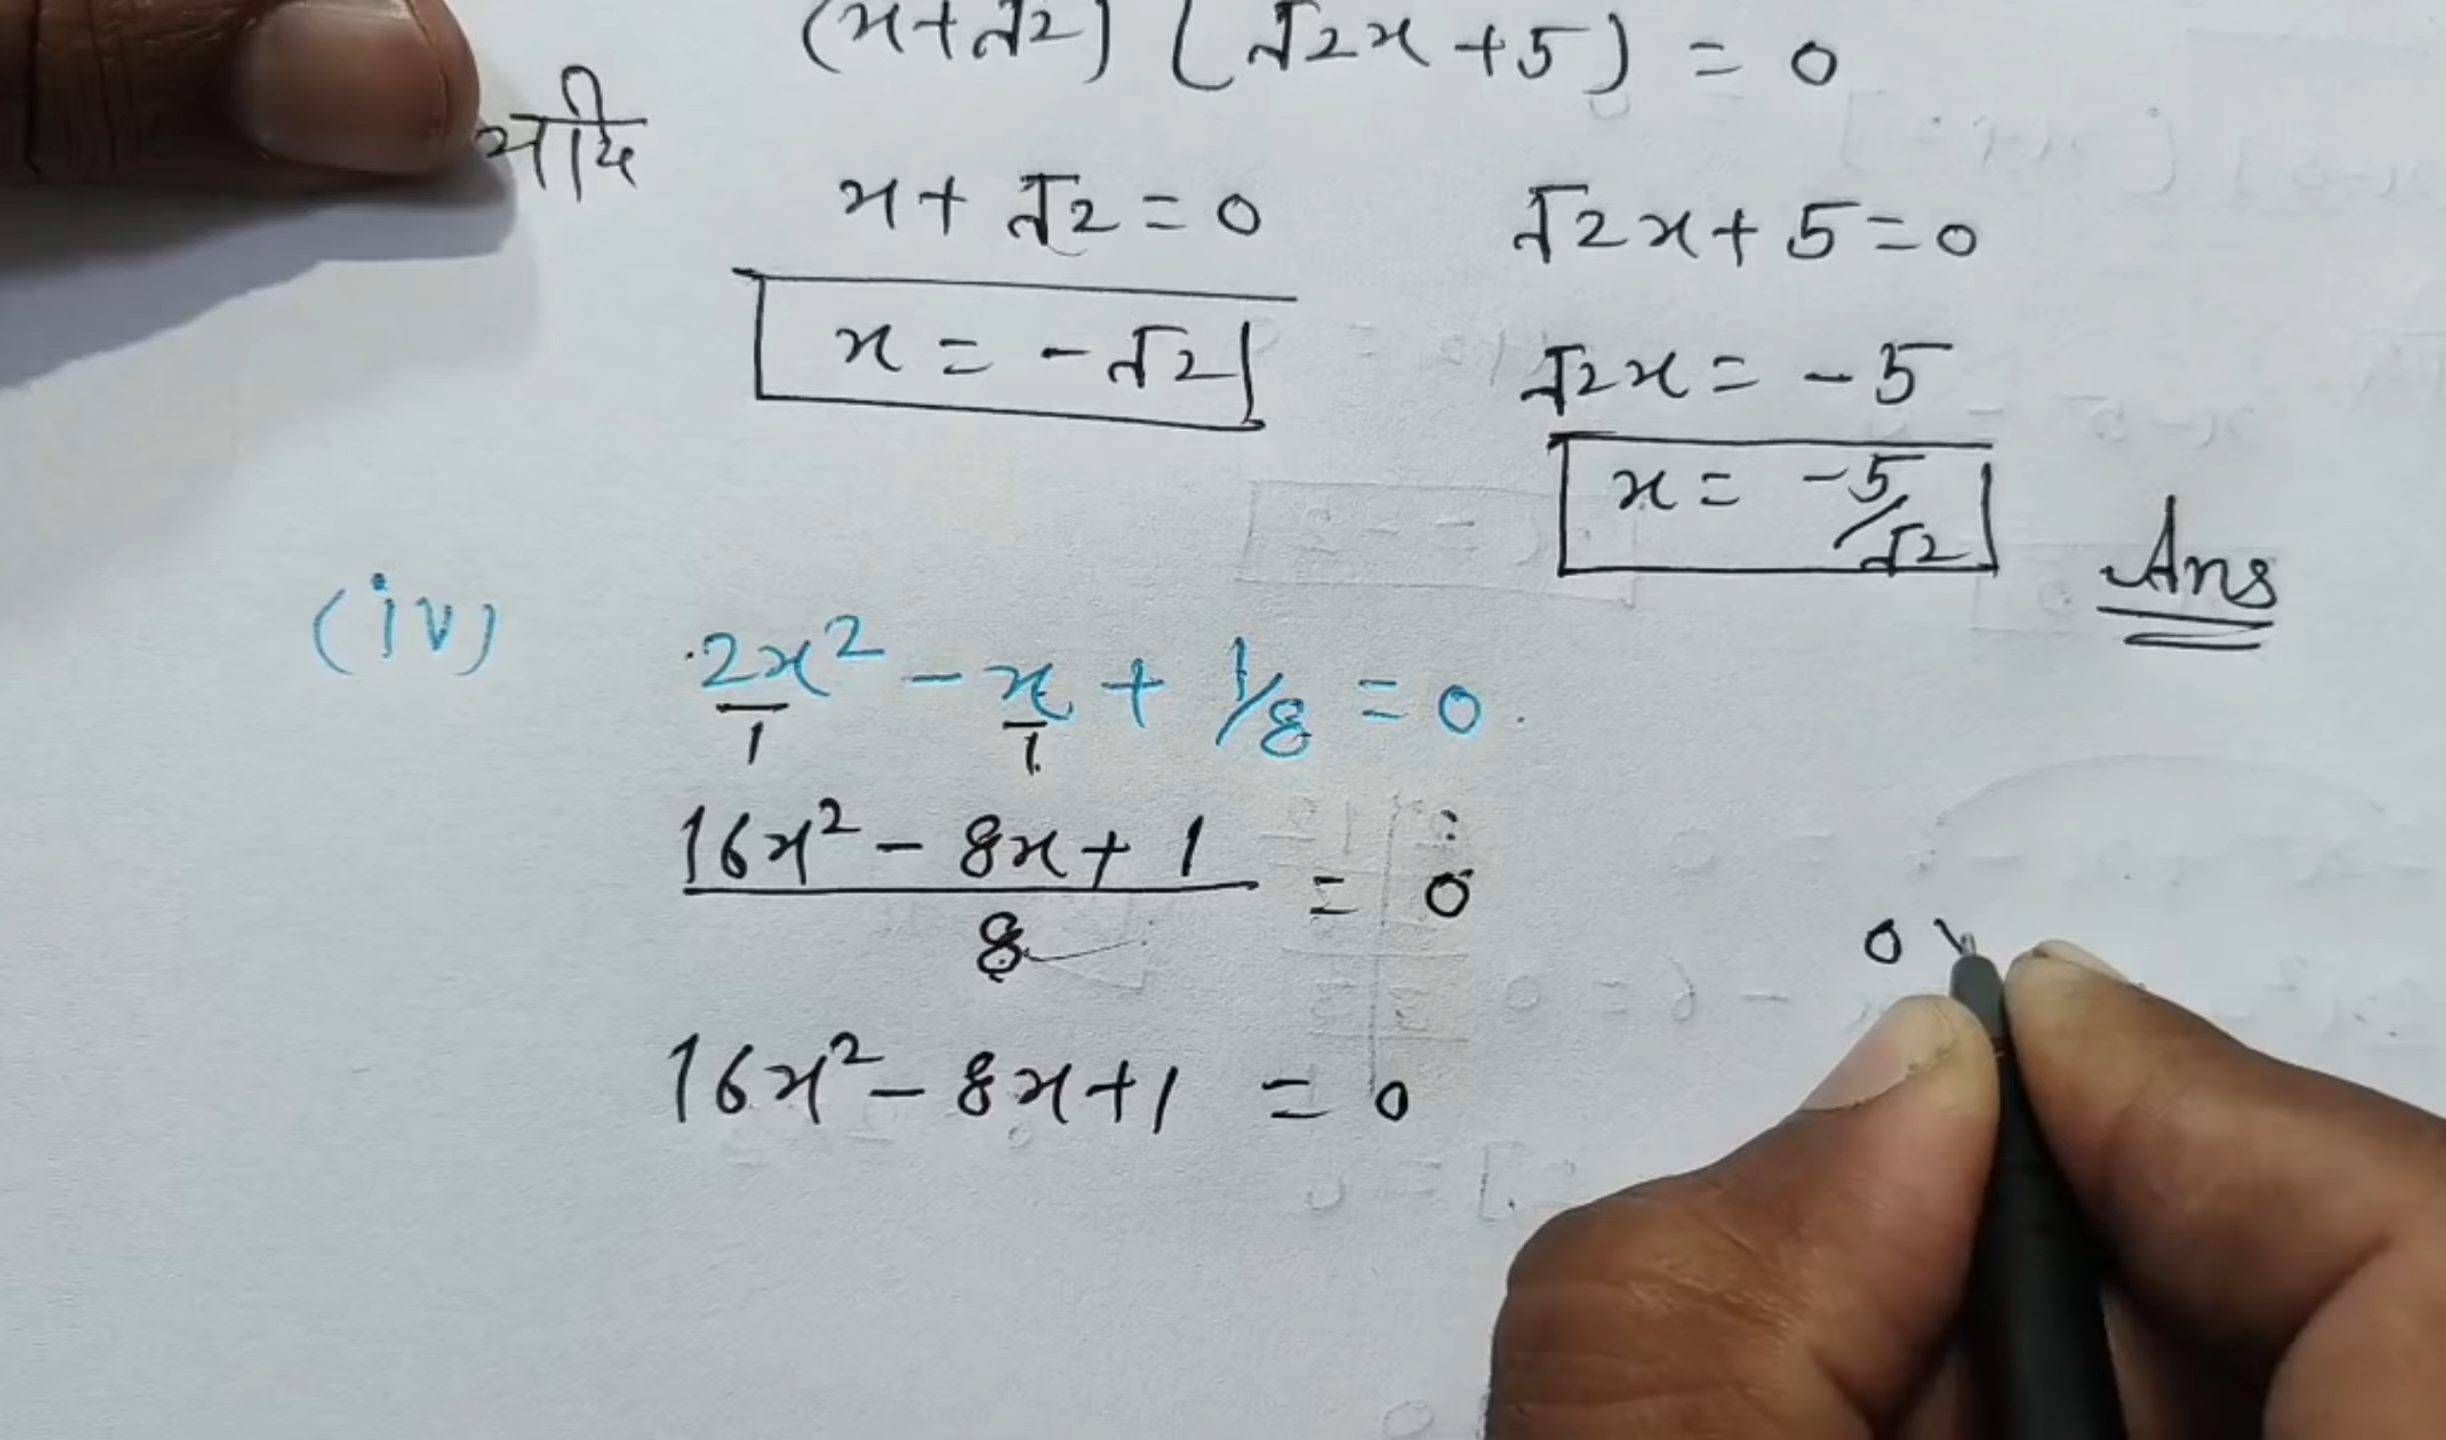 (x+√2) (√2x+5) = 0
यदि x+√2=0 √2x+5=0
x = -√2 √2x = -5
x = -5/√2 Ans
(iv) 2x²/1 - x/1 + 1/8 = 0
16x² - 8x + 1 / 8 = 0
0 ×
16x² - 8x + 1 = 0